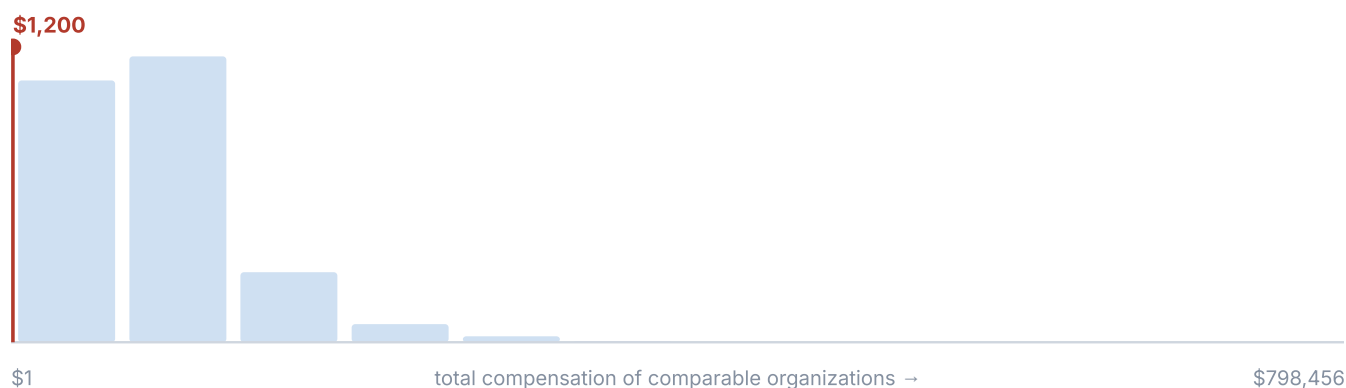 $1,200
$1 total compensation of comparable organizations → $798,456